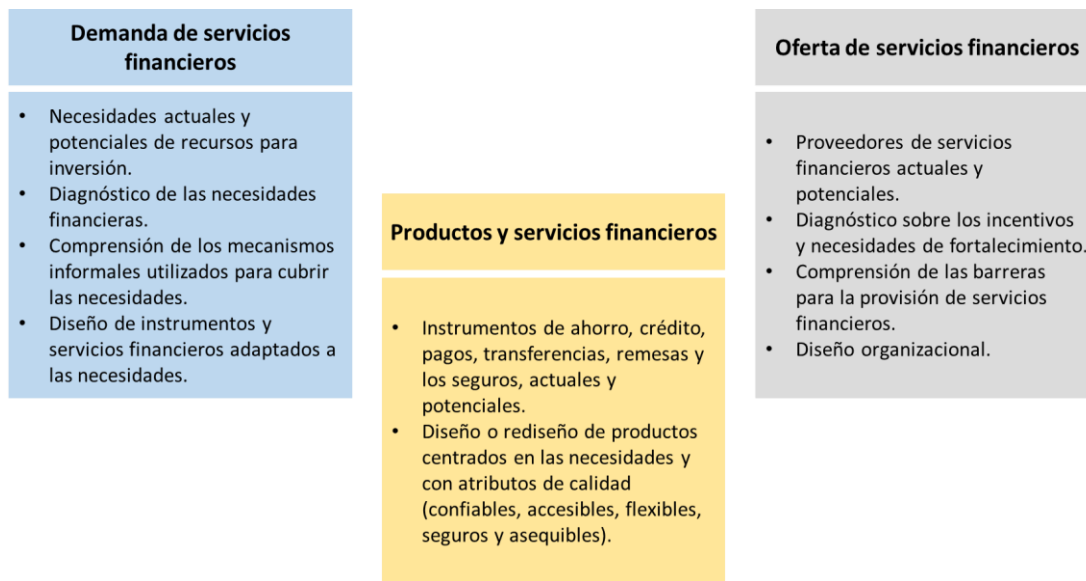 Demanda de servicios
financieros
• Necesidades actuales y
potenciales de recursos para
inversión.
• Diagnóstico de las necesidades
financieras.
• Comprensión de los mecanismos
informales utilizados para cubrir
las necesidades.
• Diseño de instrumentos y
servicios financieros adaptados a
las necesidades.
Productos y servicios financieros
• Instrumentos de ahorro, crédito,
pagos, transferencias, remesas y
los seguros, actuales y
potenciales.
• Diseño o rediseño de productos
centrados en las necesidades y
con atributos de calidad
(confiables, accesibles, flexibles,
seguros y asequibles).
Oferta de servicios financieros
• Proveedores de servicios
financieros actuales y
potenciales.
• Diagnóstico sobre los incentivos
y necesidades de fortalecimiento.
• Comprensión de las barreras
para la provisión de servicios
financieros.
• Diseño organizacional.